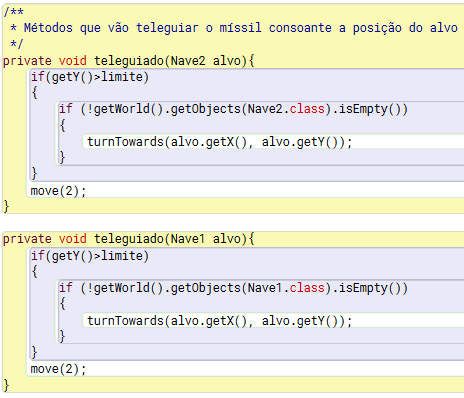 /**
 * Métodos que vão teleguiar o míssil consoante a posição do alvo
 */
private void teleguiado(Nave2 alvo){
    if(getY()>limite)
    {
        if (!getWorld().getObjects(Nave2.class).isEmpty())
        {
            turnTowards(alvo.getX(), alvo.getY());
        }
    }
    move(2);
}
private void teleguiado(Nave1 alvo){
    if(getY()>limite)
    {
        if (!getWorld().getObjects(Nave1.class).isEmpty())
        {
            turnTowards(alvo.getX(), alvo.getY());
        }
    }
    move(2);
}